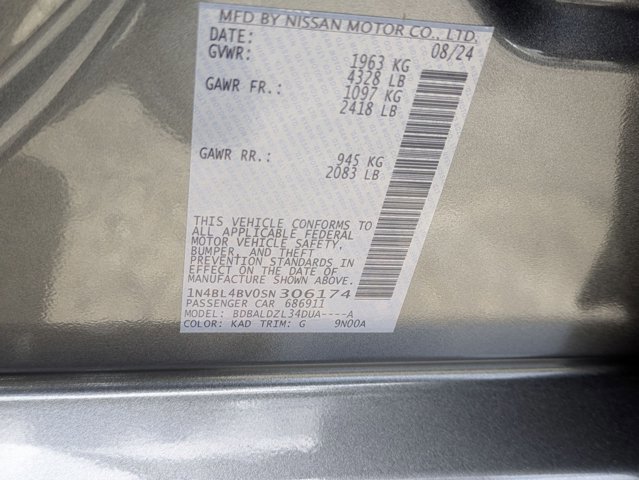 MFD BY NISSAN MOTOR CO., LTD.
DATE: 08/24
GVWR: 1963 KG
4328 LB
GAWR FR.: 1097 KG
2418 LB
GAWR RR.: 945 KG
2083 LB
THIS VEHICLE CONFORMS TO
ALL APPLICABLE FEDERAL
MOTOR VEHICLE SAFETY,
BUMPER, AND THEFT
PREVENTION STANDARDS IN
EFFECT ON THE DATE OF
MANUFACTURE SHOWN ABOVE.
1N4BL4BV0SN306174
PASSENGER CAR 686911
MODEL: BDBALDZL34DUA----A
COLOR: KAD TRIM: G 9N00A